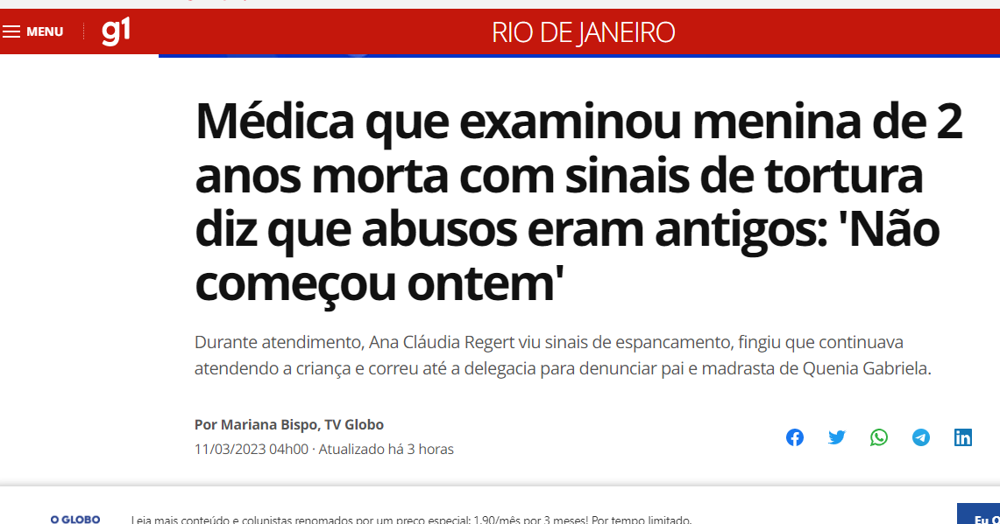 MENU
g1
RIO DE JANEIRO
Médica que examinou menina de 2
anos morta com sinais de tortura
diz que abusos eram antigos: 'Não
começou ontem'
Durante atendimento, Ana Cláudia Regert viu sinais de espancamento, fingiu que continuava
atendendo a criança e correu até a delegacia para denunciar pai e madrasta de Quenia Gabriela.
Por Mariana Bispo, TV Globo
11/03/2023 04h00 · Atualizado há 3 horas
O GLOBO
Leia mais conteúdo e colunistas renomados por um preço especial: 1,90/mês por 3 meses! Por tempo limitado.
Eu